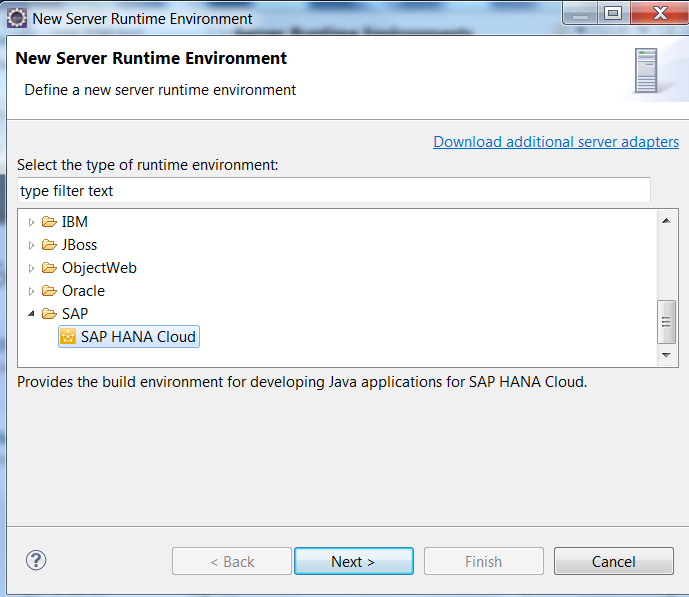 New Server Runtime Environment
New Server Runtime Environment
Define a new server runtime environment
Download additional server adapters
Select the type of runtime environment:
type filter text
IBM
JBoss
ObjectWeb
Oracle
SAP
SAP HANA Cloud
Provides the build environment for developing Java applications for SAP HANA Cloud.
?
< Back
Next >
Finish
Cancel